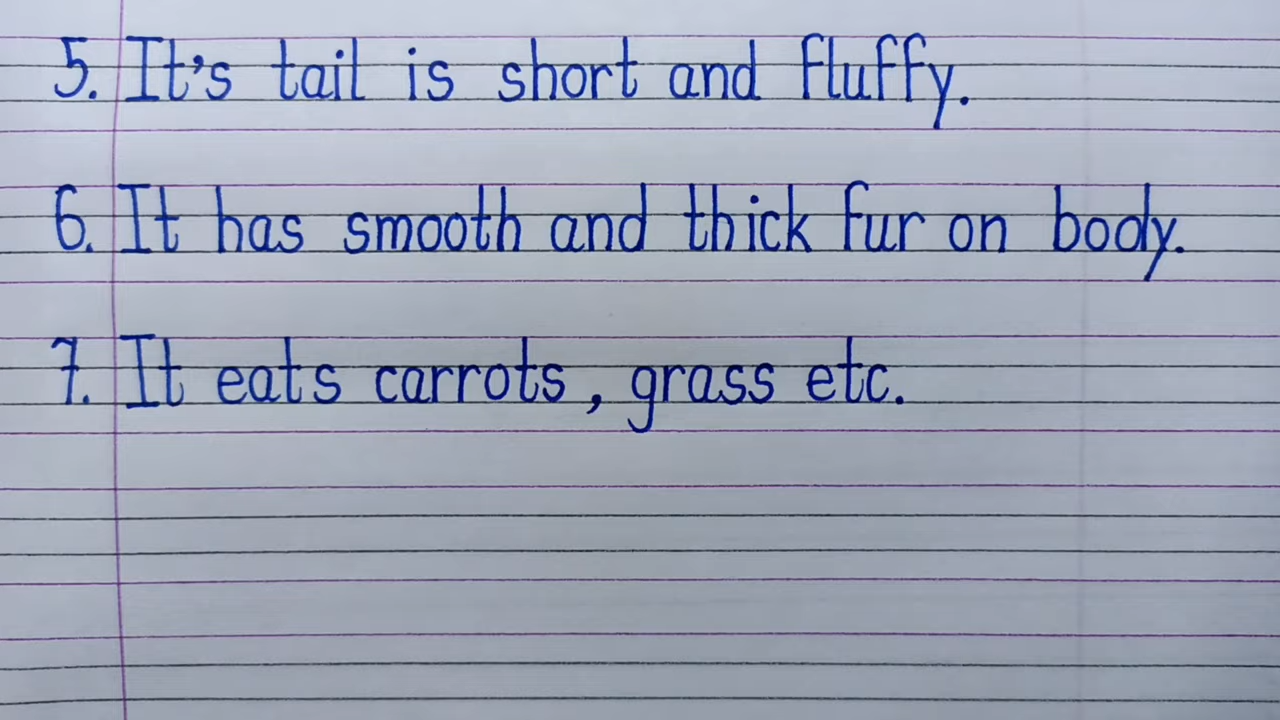 5. It's tail is short and fluffy.
6. It has smooth and thick fur on body.
7. It eats carrots, grass etc.